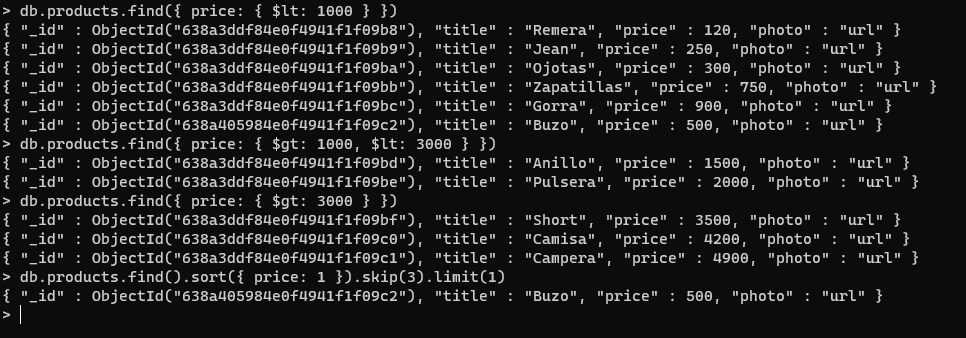 > db.products.find({ price: { $lt: 1000 } })
{ "_id" : ObjectId("638a3ddf84e0f4941f1f09b8"), "title" : "Remera", "price" : 120, "photo" : "url" }
{ "_id" : ObjectId("638a3ddf84e0f4941f1f09b9"), "title" : "Jean", "price" : 250, "photo" : "url" }
{ "_id" : ObjectId("638a3ddf84e0f4941f1f09ba"), "title" : "Ojotas", "price" : 300, "photo" : "url" }
{ "_id" : ObjectId("638a3ddf84e0f4941f1f09bb"), "title" : "Zapatillas", "price" : 750, "photo" : "url" }
{ "_id" : ObjectId("638a3ddf84e0f4941f1f09bc"), "title" : "Gorra", "price" : 900, "photo" : "url" }
{ "_id" : ObjectId("638a405984e0f4941f1f09c2"), "title" : "Buzo", "price" : 500, "photo" : "url" }
> db.products.find({ price: { $gt: 1000, $lt: 3000 } })
{ "_id" : ObjectId("638a3ddf84e0f4941f1f09bd"), "title" : "Anillo", "price" : 1500, "photo" : "url" }
{ "_id" : ObjectId("638a3ddf84e0f4941f1f09be"), "title" : "Pulsera", "price" : 2000, "photo" : "url" }
> db.products.find({ price: { $gt: 3000 } })
{ "_id" : ObjectId("638a3ddf84e0f4941f1f09bf"), "title" : "Short", "price" : 3500, "photo" : "url" }
{ "_id" : ObjectId("638a3ddf84e0f4941f1f09c0"), "title" : "Camisa", "price" : 4200, "photo" : "url" }
{ "_id" : ObjectId("638a3ddf84e0f4941f1f09c1"), "title" : "Campera", "price" : 4900, "photo" : "url" }
> db.products.find().sort({ price: 1 }).skip(3).limit(1)
{ "_id" : ObjectId("638a405984e0f4941f1f09c2"), "title" : "Buzo", "price" : 500, "photo" : "url" }
>